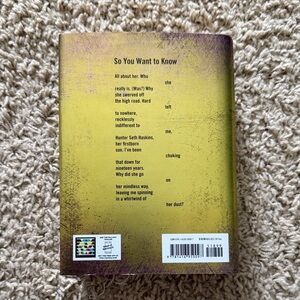 So You Want to Know
All about her. Who
she
really is. (Was?) Why
she swerved off
the high road. Hard
left
to nowhere,
recklessly
indifferent to
me,
Hunter Seth Haskins,
her firstborn
son. I've been
choking
that down for
nineteen years.
Why did she go
on
her mindless way,
leaving me spinning
in a whirlwind of
her dust?